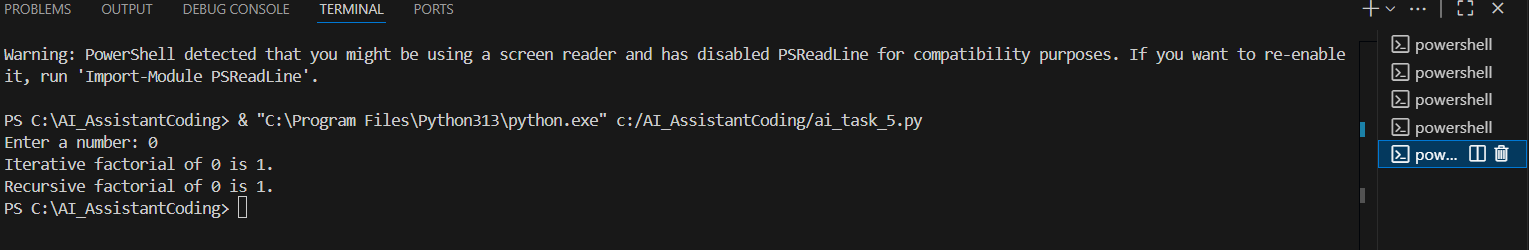 PROBLEMS OUTPUT DEBUG CONSOLE TERMINAL PORTS
Warning: PowerShell detected that you might be using a screen reader and has disabled PSReadLine for compatibility purposes. If you want to re-enable
it, run 'Import-Module PSReadLine'.
PS C:\AI_AssistantCoding> & "C:\Program Files\Python313\python.exe" c:/AI_AssistantCoding/ai_task_5.py
Enter a number: 0
Iterative factorial of 0 is 1.
Recursive factorial of 0 is 1.
PS C:\AI_AssistantCoding>
powershell
powershell
powershell
powershell
pow...